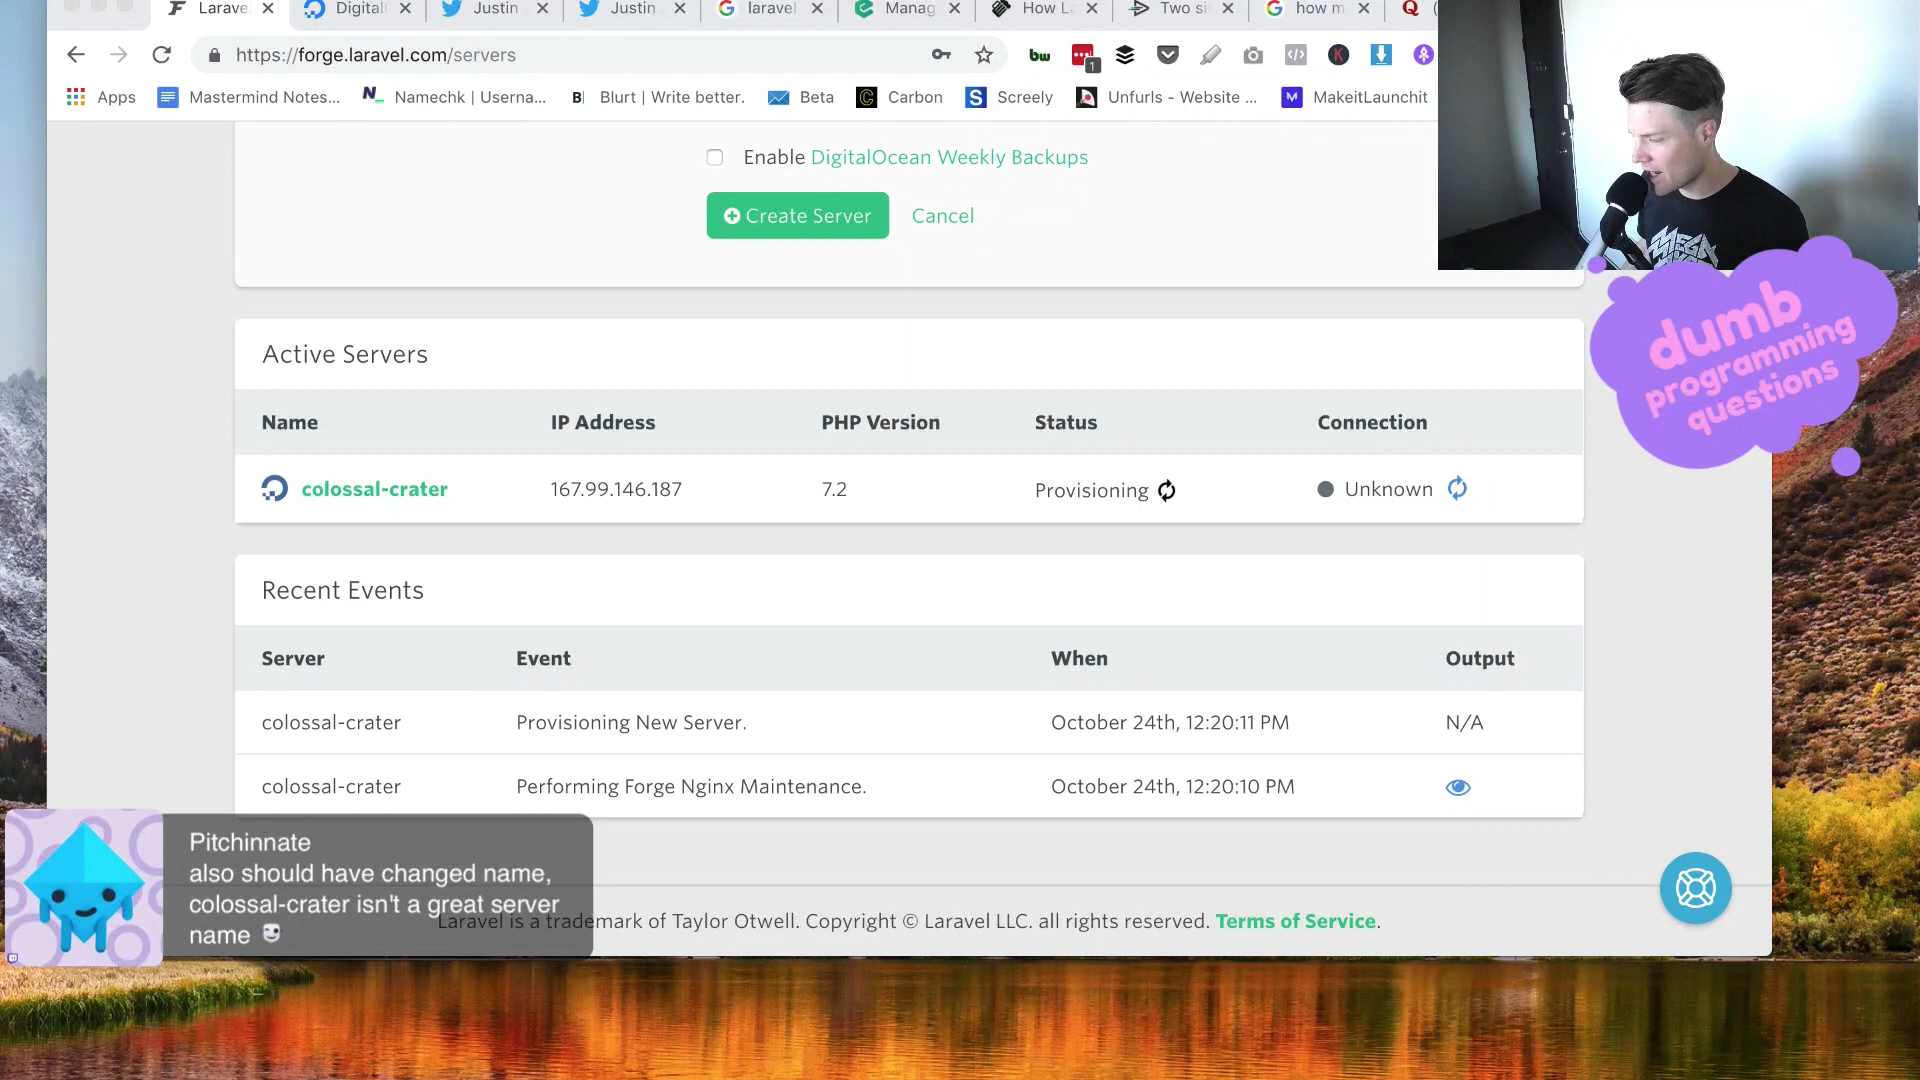 Larave
Digital
Justin
Justin
laravel
Manag
How La
Two si
how m
https://forge.laravel.com/servers
bw
1
K
Apps
Mastermind Notes...
Namechk | Userna...
Blurt | Write better.
Beta
Carbon
Screely
Unfurls - Website ...
MakeitLaunchit
Enable DigitalOcean Weekly Backups
Create Server
Cancel
dumb
programming
questions
Active Servers
Name IP Address PHP Version Status Connection
colossal-crater 167.99.146.187 7.2 Provisioning Unknown
Recent Events
Server Event When Output
colossal-crater Provisioning New Server. October 24th, 12:20:11 PM N/A
colossal-crater Performing Forge Nginx Maintenance. October 24th, 12:20:10 PM
Pitchinnate
also should have changed name,
colossal-crater isn't a great server
name
Laravel is a trademark of Taylor Otwell. Copyright © Laravel LLC. all rights reserved. Terms of Service.